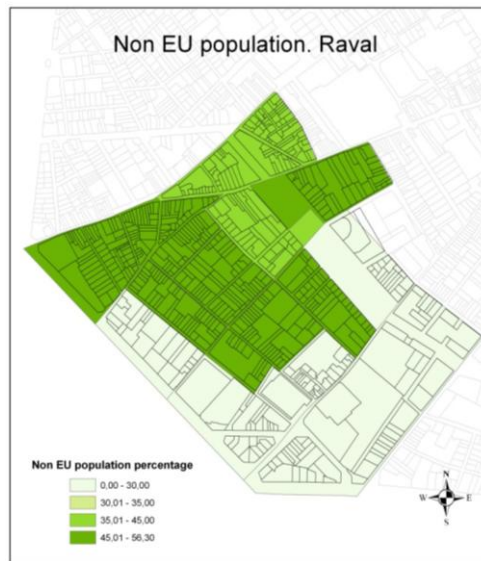 Non EU population. Raval
Non EU population percentage
0,00 - 30,00
30,01 - 35,00
35,01 - 45,00
45,01 - 56,30
N
W E
S